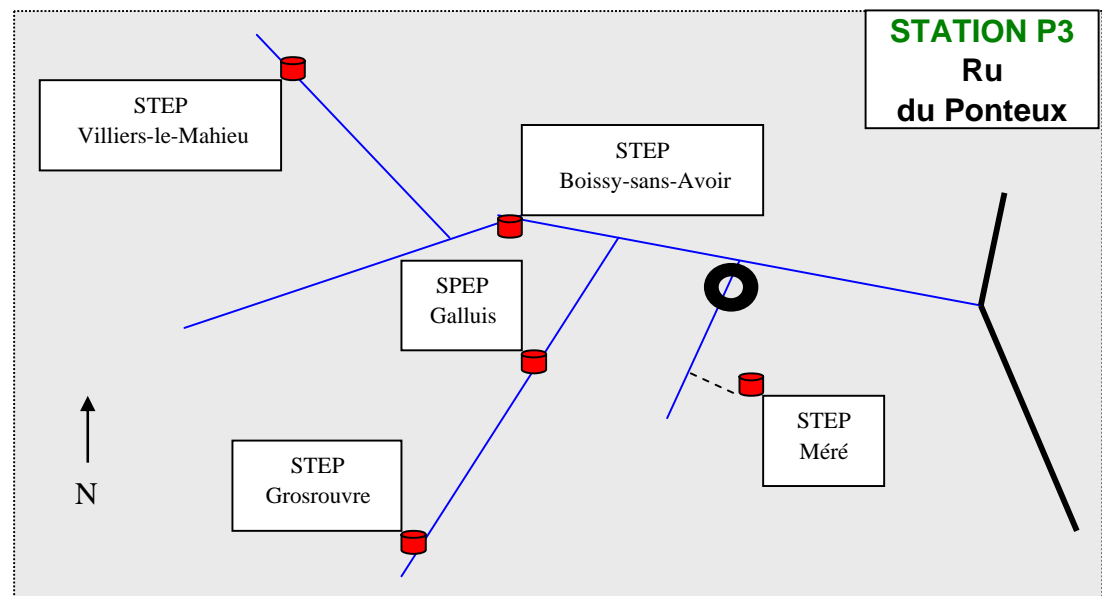 STATION P3
Ru
du Ponteux
STEP
Villiers-le-Mahieu
STEP
Boissy-sans-Avoir
SPEP
Galluis
STEP
Méré
STEP
Grosrouvre
N